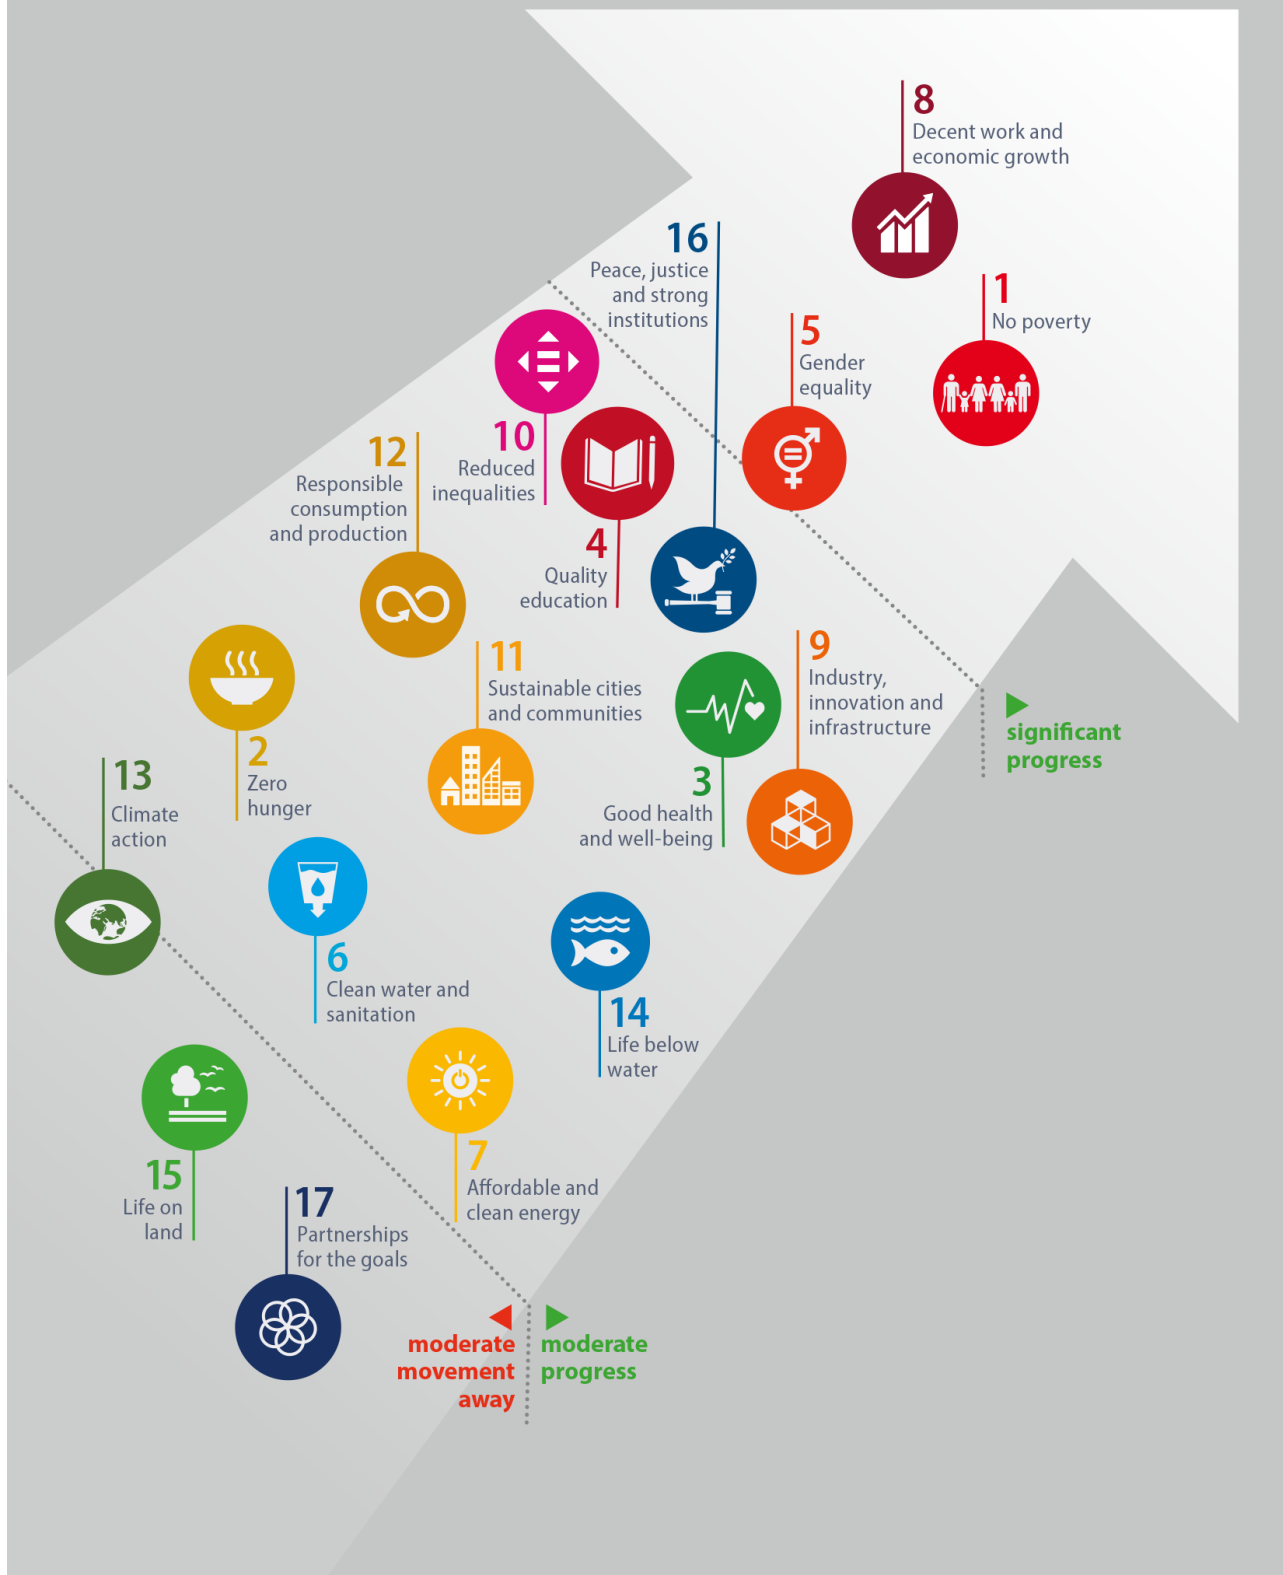 8
Decent work and
economic growth
16
Peace, justice
and strong
institutions
1
No poverty
5
Gender
equality
10
Reduced
inequalities
12
Responsible
consumption
and production
4
Quality
education
9
Industry,
innovation and
infrastructure
11
Sustainable cities
and communities
significant
progress
2
Zero
hunger
13
Climate
action
3
Good health
and well-being
6
Clean water and
sanitation
14
Life below
water
7
Affordable and
clean energy
15
Life on
land
17
Partnerships
for the goals
moderate
movement
away
moderate
progress